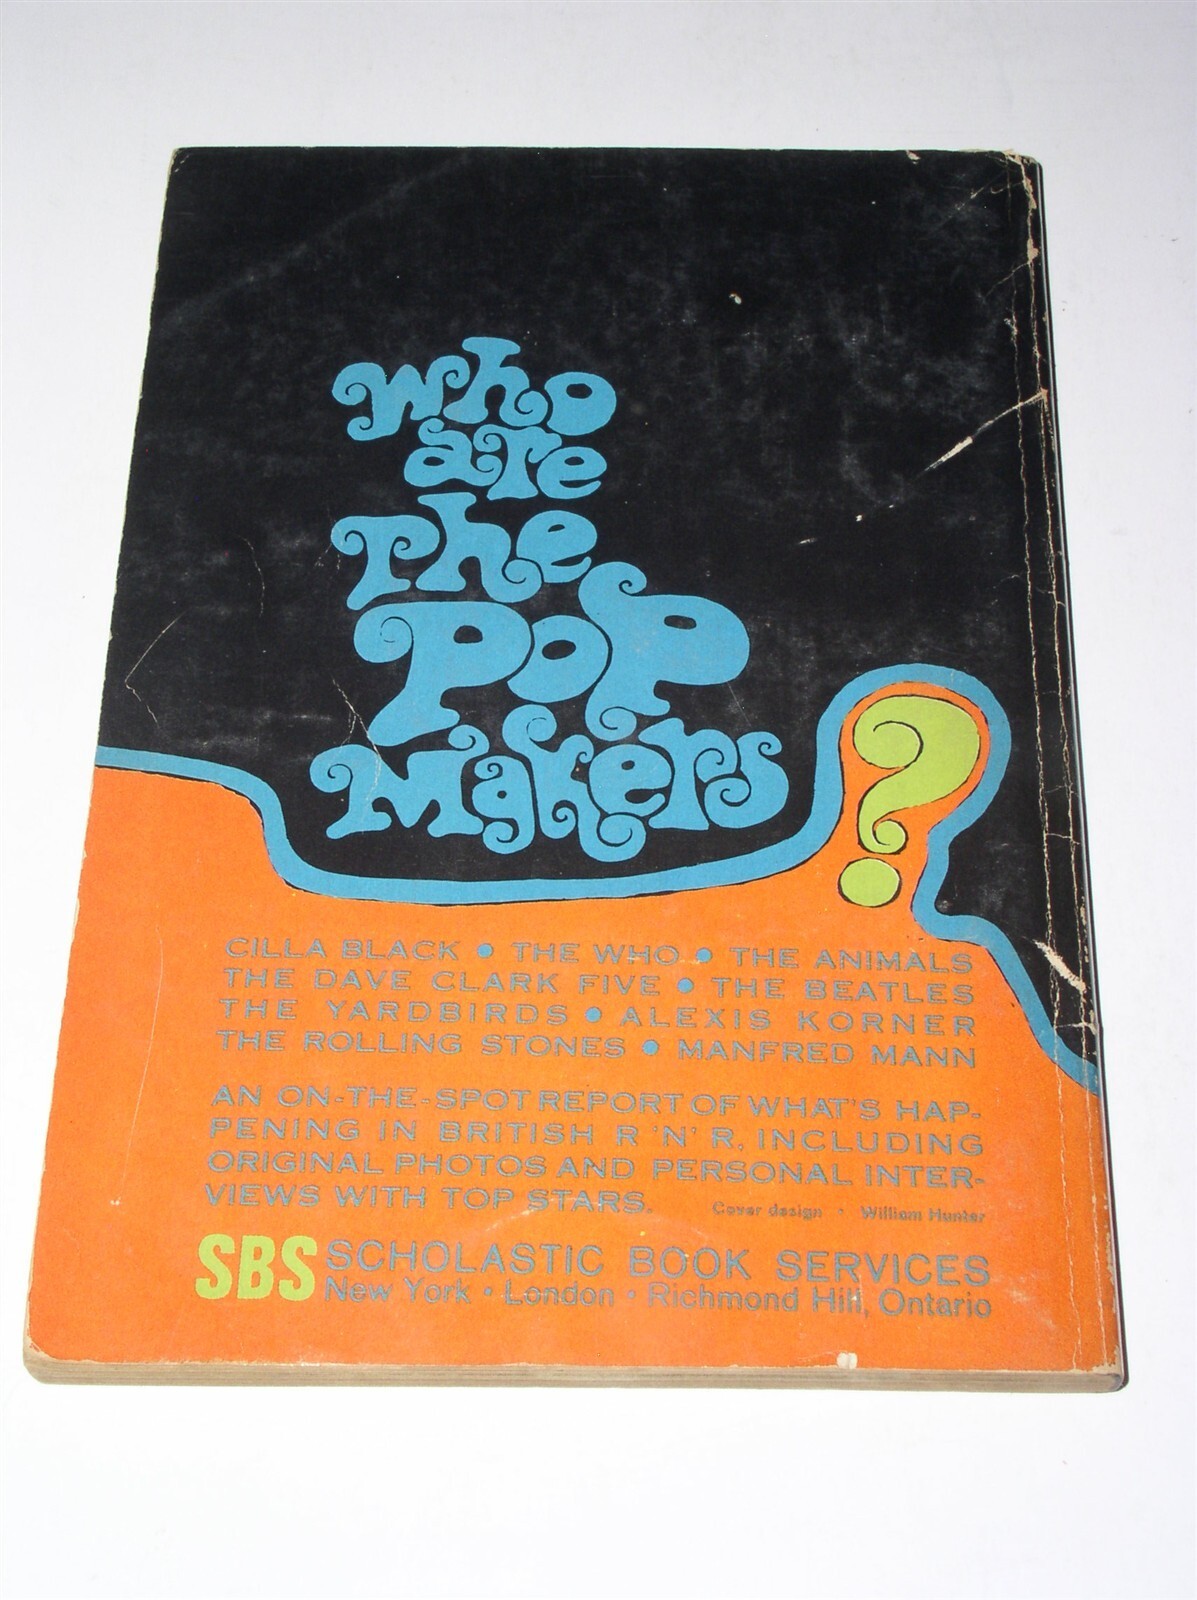 Who
are
The
Pop
Makers ?
CILLA BLACK • THE WHO • THE ANIMALS
THE DAVE CLARK FIVE • THE BEATLES
THE YARDBIRDS • ALEXIS KORNER
THE ROLLING STONES • MANFRED MANN
AN ON-THE-SPOT REPORT OF WHAT'S HAP-
PENING IN BRITISH R 'N' R, INCLUDING
ORIGINAL PHOTOS AND PERSONAL INTER-
VIEWS WITH TOP STARS. Cover design • William Hunter
SBS SCHOLASTIC BOOK SERVICES
New York • London • Richmond Hill, Ontario